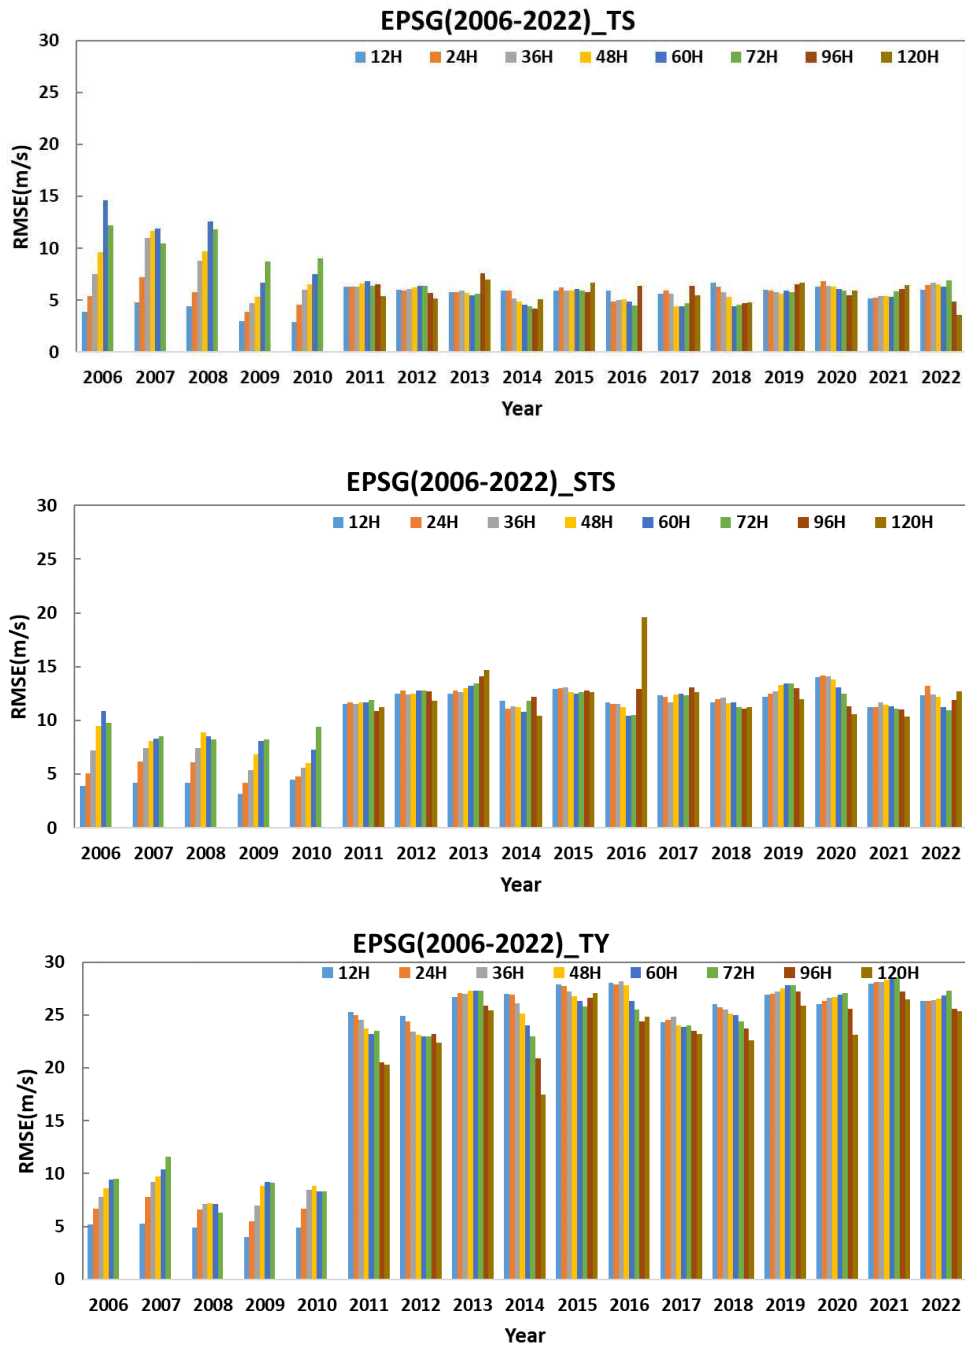 EPSG(2006-2022)_TS
30
12H 24H 36H 48H 60H 72H 96H 120H
25
20
15
10
5
0
RMSE(m/s)
2006 2007 2008 2009 2010 2011 2012 2013 2014 2015 2016 2017 2018 2019 2020 2021 2022
Year
EPSG(2006-2022)_STS
30
12H 24H 36H 48H 60H 72H 96H 120H
25
20
15
10
5
0
RMSE(m/s)
2006 2007 2008 2009 2010 2011 2012 2013 2014 2015 2016 2017 2018 2019 2020 2021 2022
Year
EPSG(2006-2022)_TY
30
12H 24H 36H 48H 60H 72H 96H 120H
25
20
15
10
5
0
RMSE(m/s)
2006 2007 2008 2009 2010 2011 2012 2013 2014 2015 2016 2017 2018 2019 2020 2021 2022
Year